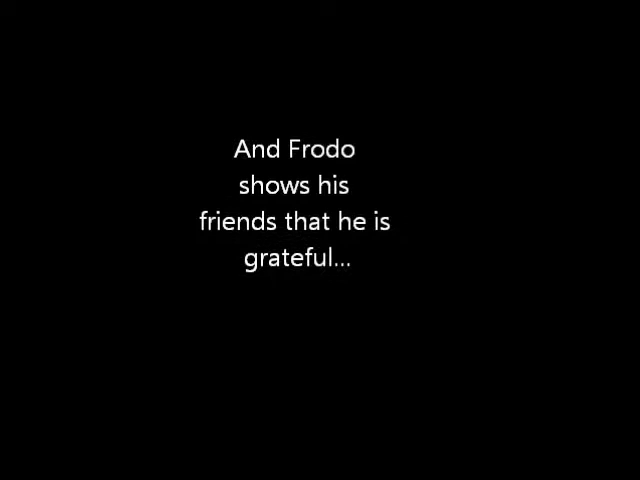 And Frodo
shows his
friends that he is
grateful...